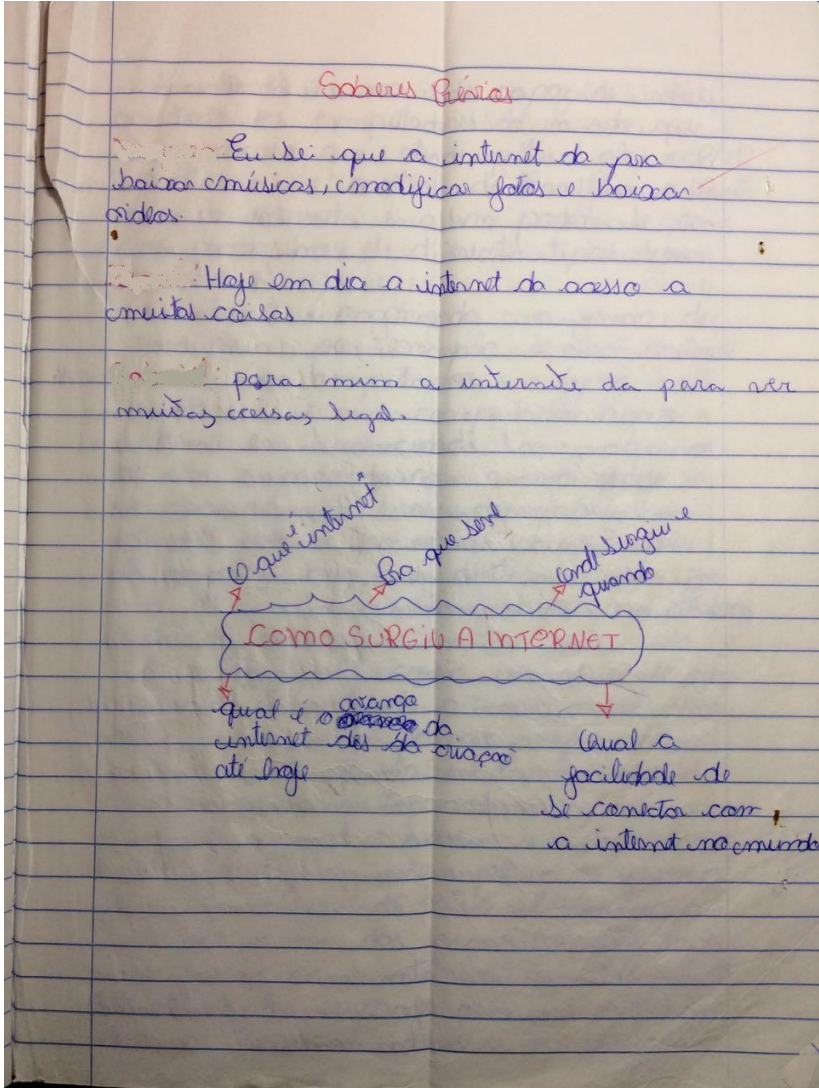 Saberes Prévios
Eu sei que a internet da pra
baixar músicas, modificar fotos e baixar
videos.
Hoje em dia a internet da acesso a
muitas coisas
para mim a internite da para ver
muitas coisas legal.
O que é internet
Pra que serve
onde surgiu e
quando
COMO SURGIU A INTERNET
qual é o avanço da
internet des da criação
até hoje
Qual a
facilidade de
se conectar com
a internet no mundo